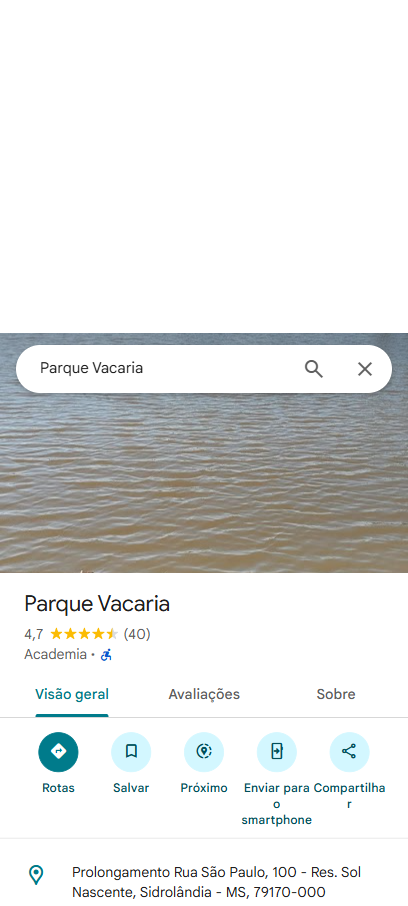 Parque Vacaria
Parque Vacaria
4,7 (40)
Academia ·
Visão geral Avaliações Sobre
Rotas Salvar Próximo Enviar para o smartphone Compartilhar
Prolongamento Rua São Paulo, 100 - Res. Sol
Nascente, Sidrolândia - MS, 79170-000